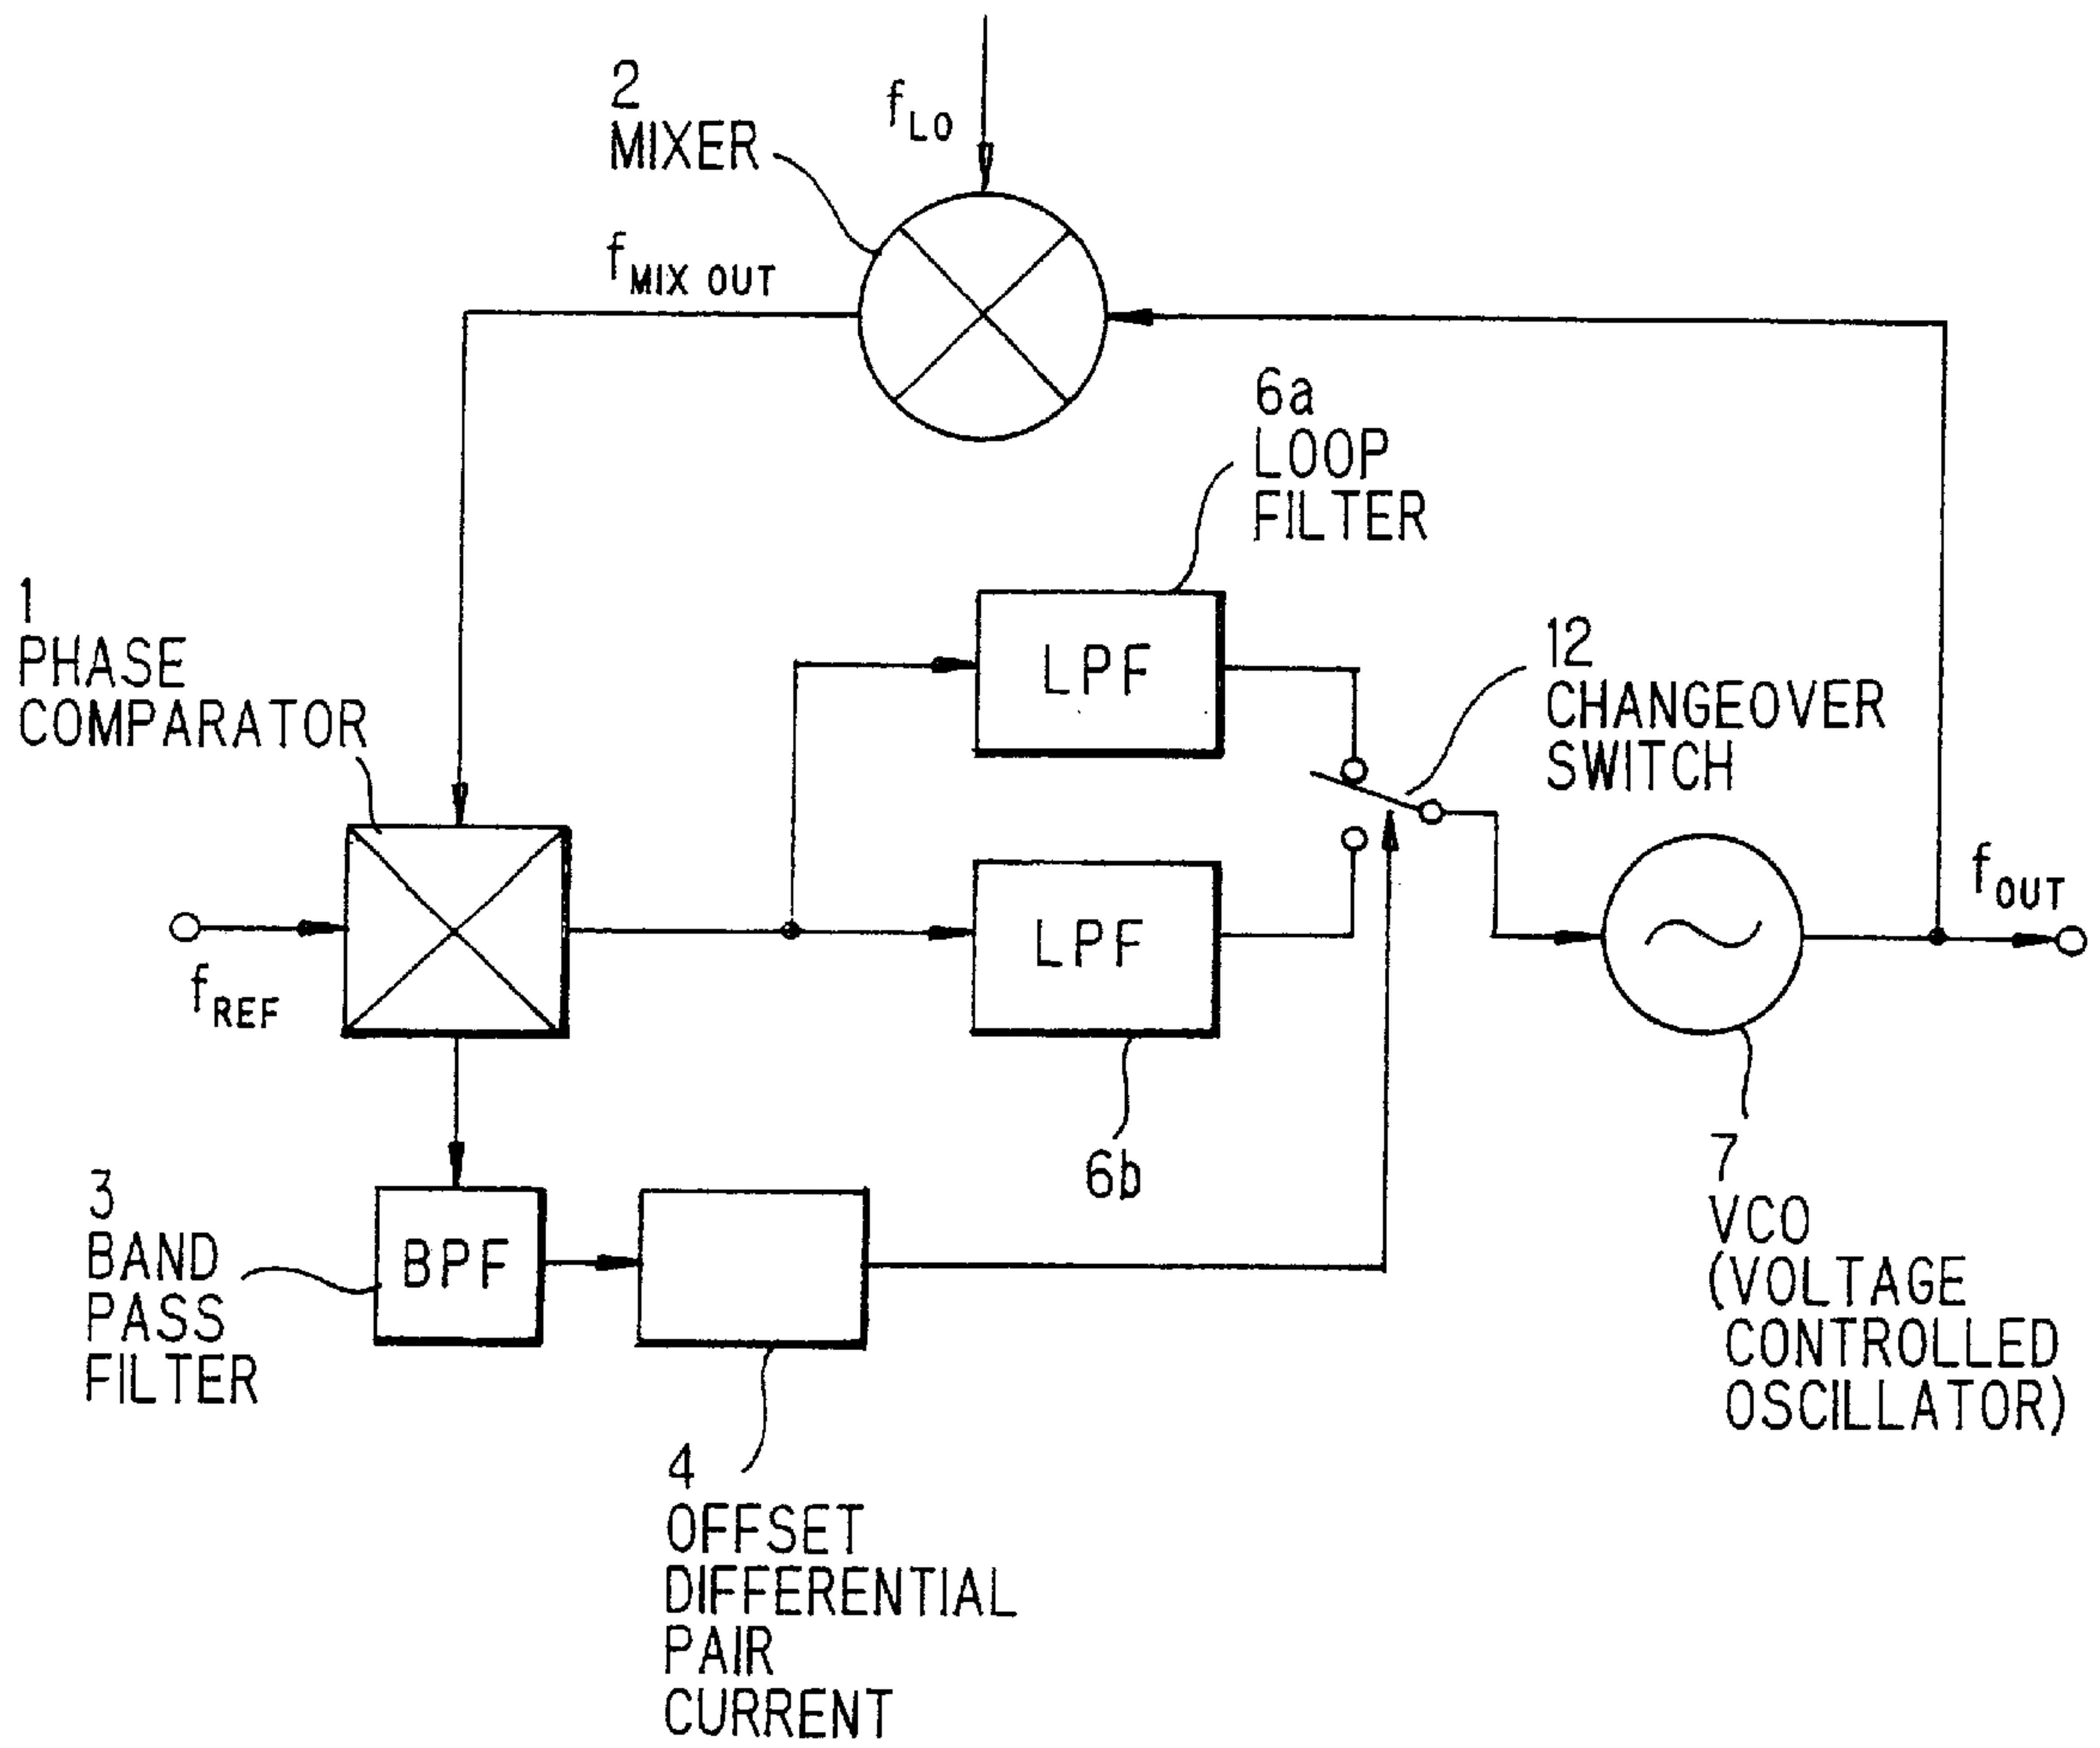 2
MIXER
fLO
fMIX OUT
6a
LOOP
FILTER
1
PHASE
COMPARATOR
LPF
12
CHANGEOVER
SWITCH
fREF
LPF
fOUT
6b
3
BAND
PASS
FILTER
BPF
7
VCO
(VOLTAGE
CONTROLLED
OSCILLATOR)
4
OFFSET
DIFFERENTIAL
PAIR
CURRENT